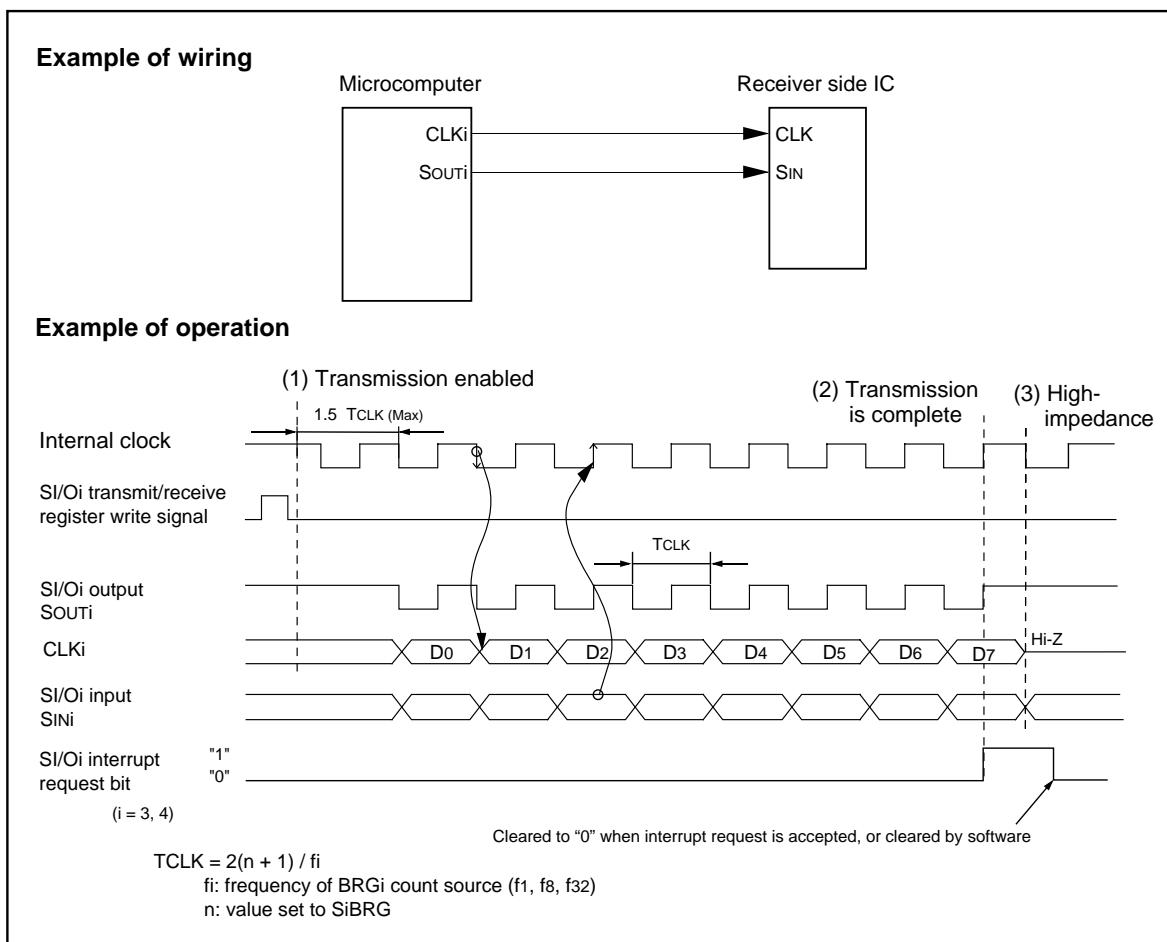 Example of wiring
Microcomputer
Receiver side IC
CLKi
CLK
SOUTi
SIN
Example of operation
(1) Transmission enabled
(2) Transmission
is complete
(3) High-
impedance
1.5 TCLK (Max)
Internal clock
SI/Oi transmit/receive
register write signal
TCLK
SI/Oi output
SOUTi
CLKi
D0 D1 D2 D3 D4 D5 D6 D7
Hi-Z
SI/Oi input
SINi
SI/Oi interrupt
request bit
"1"
"0"
(i = 3, 4)
Cleared to “0” when interrupt request is accepted, or cleared by software
TCLK = 2(n + 1) / fi
fi: frequency of BRGi count source (f1, f8, f32)
n: value set to SiBRG